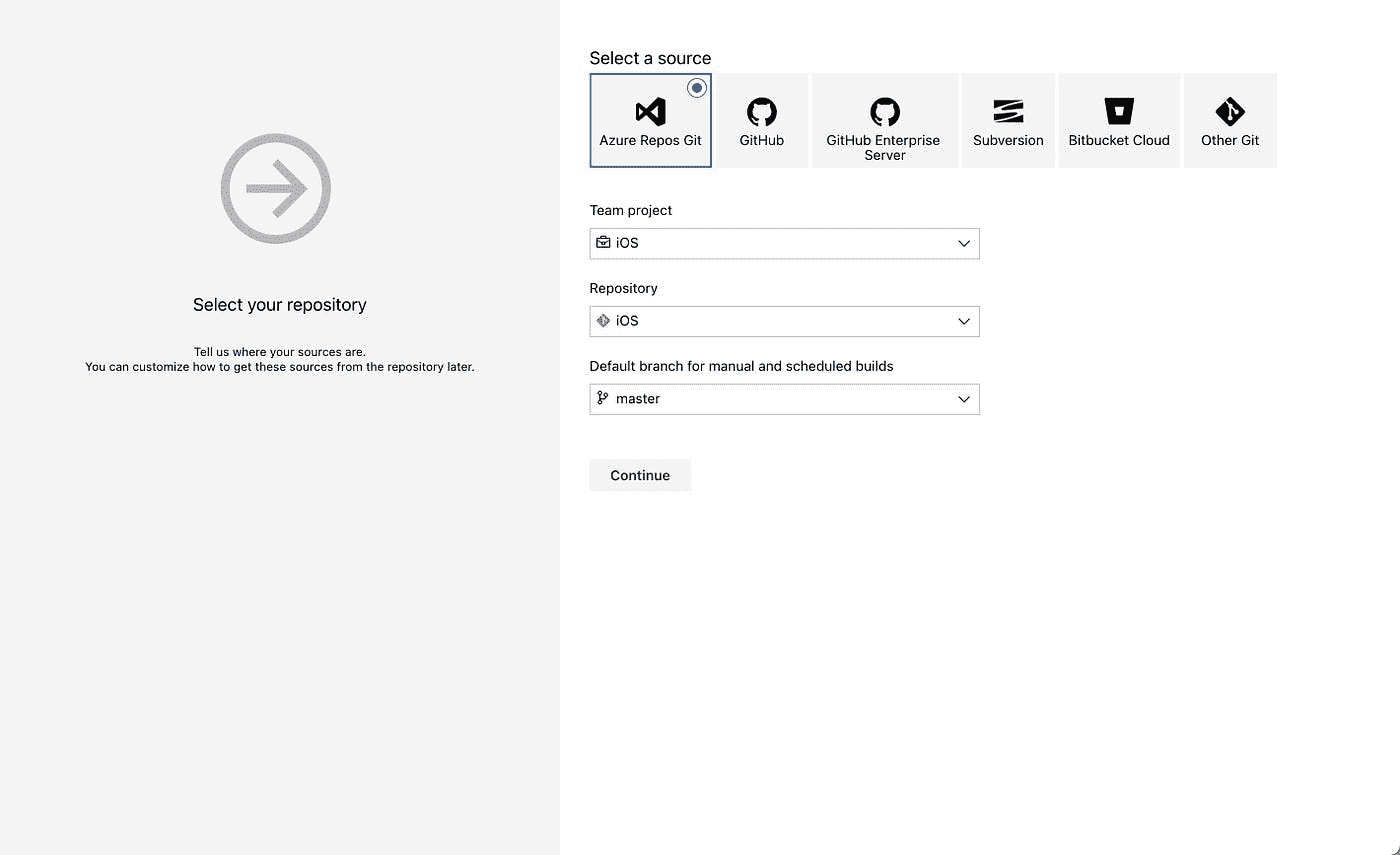 Select your repository
Tell us where your sources are.
You can customize how to get these sources from the repository later.
Select a source
Azure Repos Git
GitHub
GitHub Enterprise
Server
Subversion
Bitbucket Cloud
Other Git
Team project
iOS
Repository
iOS
Default branch for manual and scheduled builds
master
Continue